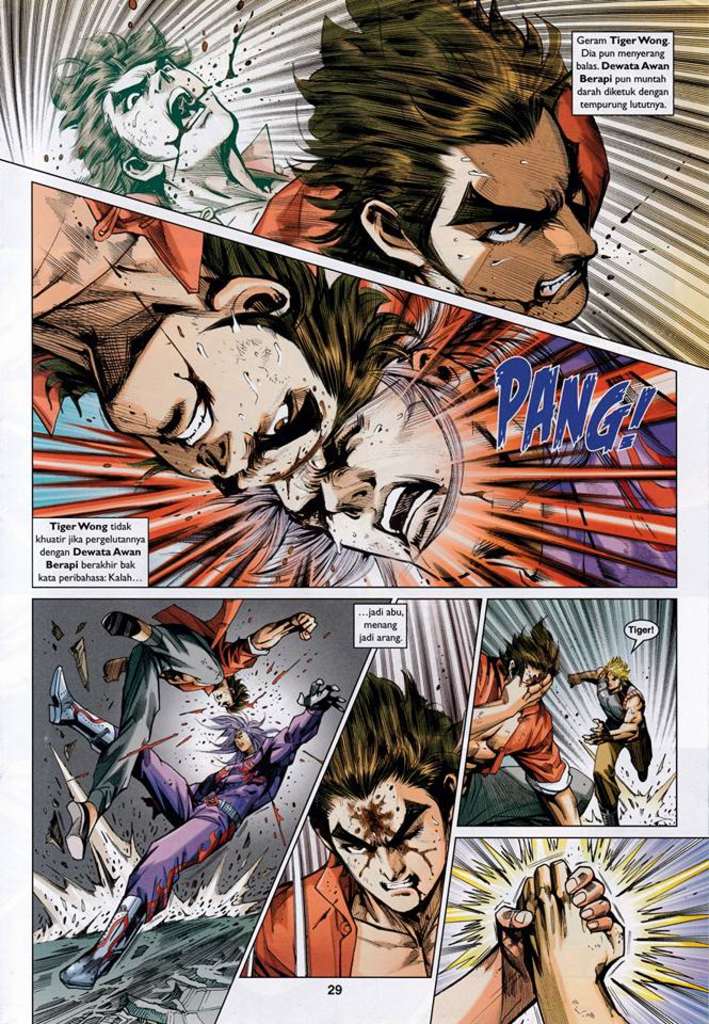 Geram Tiger Wong.
Dia pun menyerang
balas. Dewata Awan
Berapi pun muntah
darah diketuk dengan
tempurung lututnya.
PANG!
Tiger Wong tidak
khuatir jika pergelutannya
dengan Dewata Awan
Berapi berakhir bak
kata peribahasa: Kalah...
...jadi abu,
menang
jadi arang.
Tiger!
29